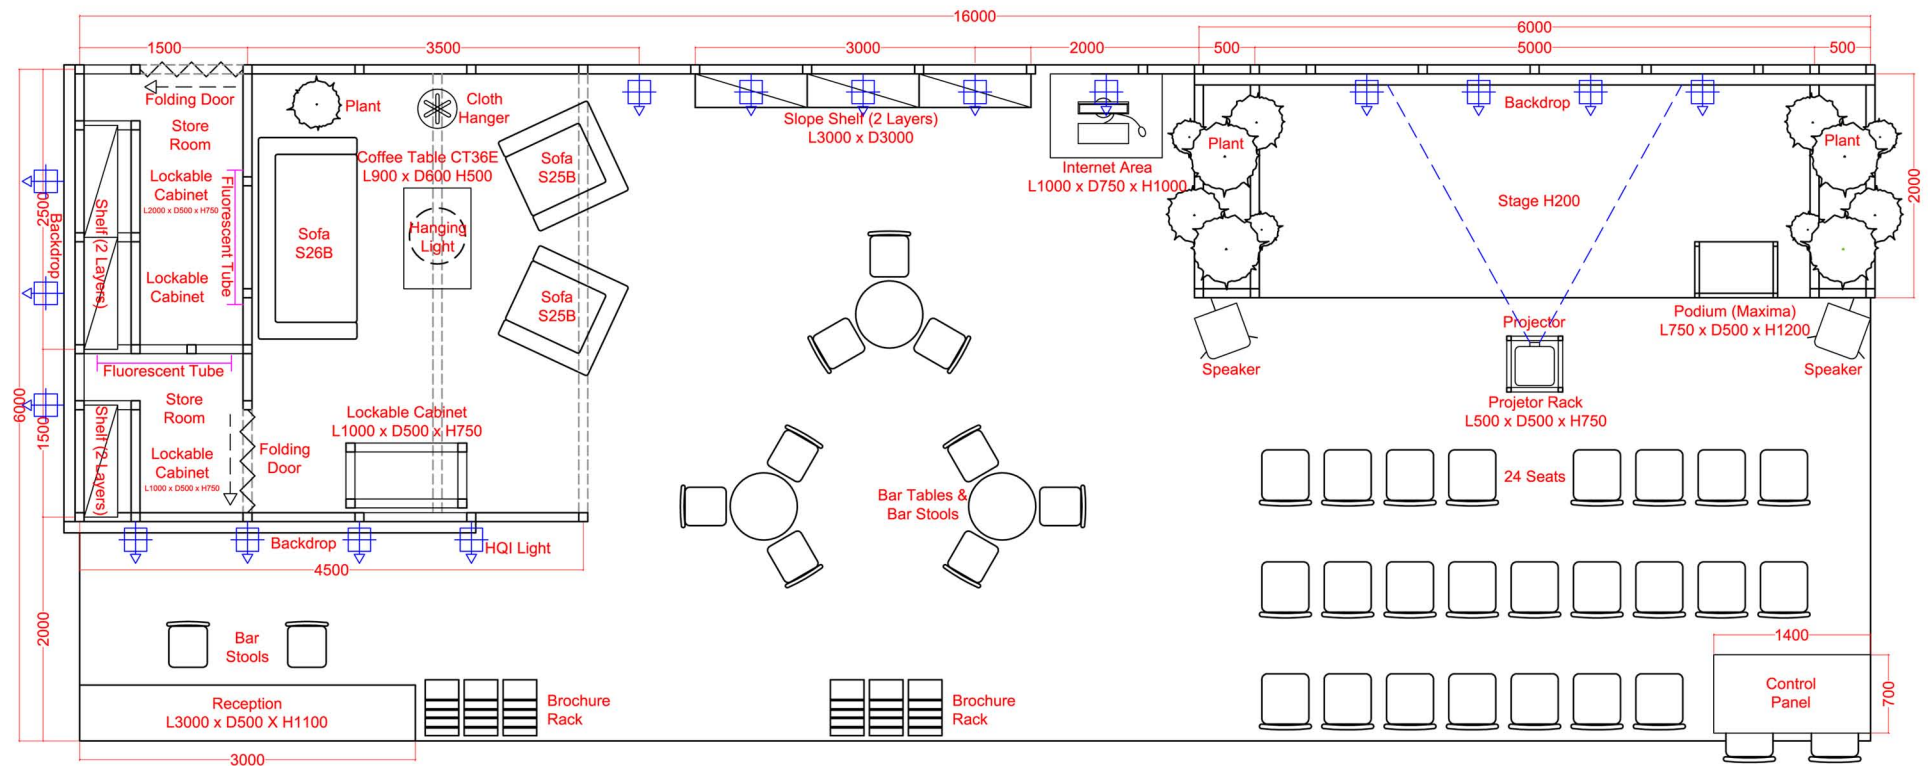 16000
6000
1500
3500
3000
2000
500
5000
500
Folding Door
Plant
Cloth
Hanger
Store
Room
Slope Shelf (2 Layers)
L3000 x D3000
Backdrop
Plant
Plant
Internet Area
L1000 x D750 x H1000
Coffee Table CT36E
L900 x D600 H500
Sofa
S25B
Lockable
Cabinet
L2000 x D500 x H750
Fluorescent Tube
Shelf (2 Layers)
2500
Backdrop
Stage H200
2000
Sofa
S26B
Hanging
Light
Lockable
Cabinet
Sofa
S25B
Podium (Maxima)
L750 x D500 x H1200
Projector
Speaker
Speaker
Fluorescent Tube
6000
1500
Store
Room
Shelf (2 Layers)
Lockable Cabinet
L1000 x D500 x H750
Projetor Rack
L500 x D500 x H750
Folding
Door
Lockable
Cabinet
L1000 x D500 x H750
24 Seats
Bar Tables &
Bar Stools
Backdrop
HQI Light
4500
2000
Bar
Stools
1400
Reception
L3000 x D500 X H1100
Brochure
Rack
Brochure
Rack
Control
Panel
700
3000